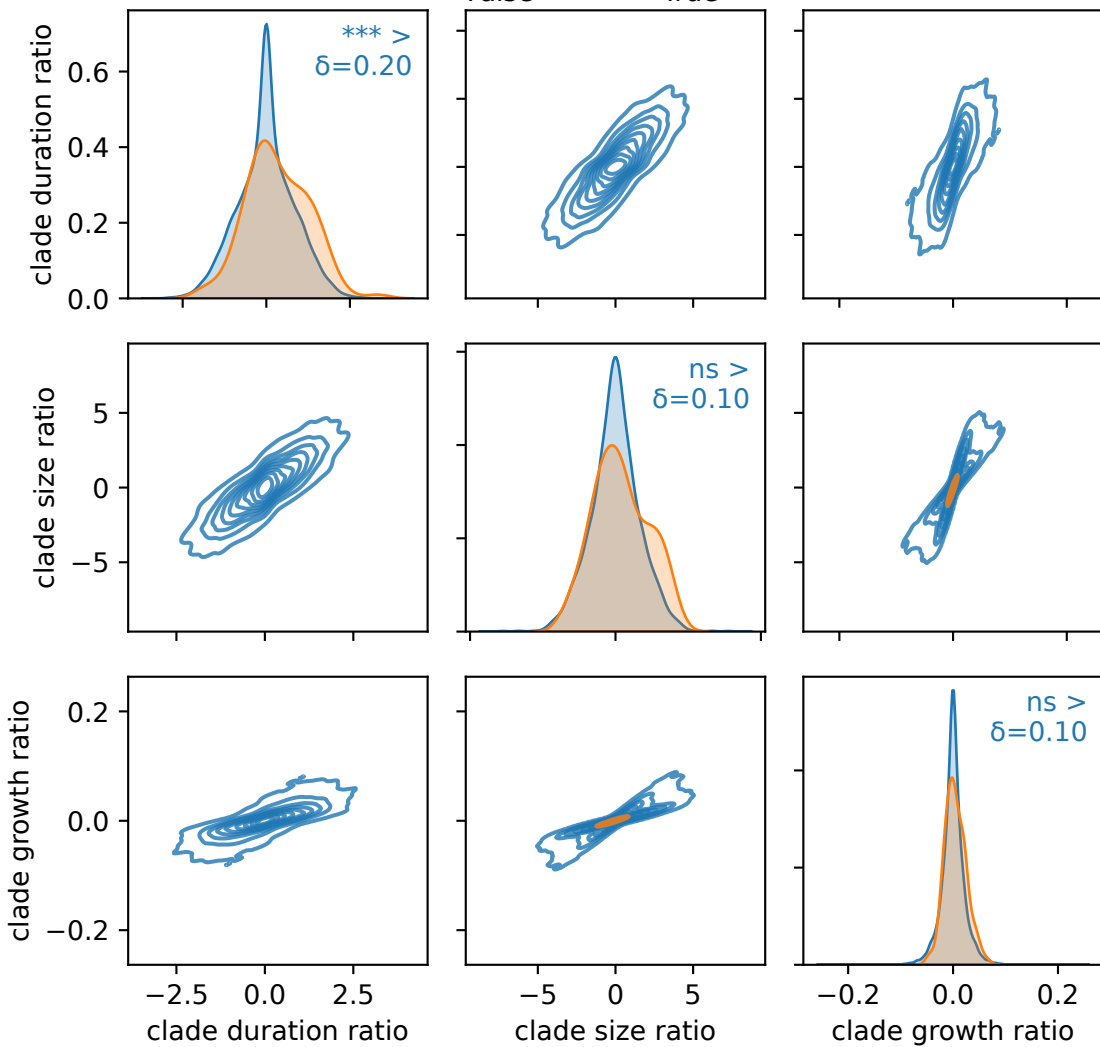 True
*** >
δ=0.20
clade duration ratio
0.6
0.4
0.2
0.0
ns >
δ=0.10
clade size ratio
5
0
−5
ns >
δ=0.10
clade growth ratio
0.2
0.0
−0.2
−2.5 0.0 2.5 −5 0 5 −0.2 0.0 0.2
clade duration ratio clade size ratio clade growth ratio